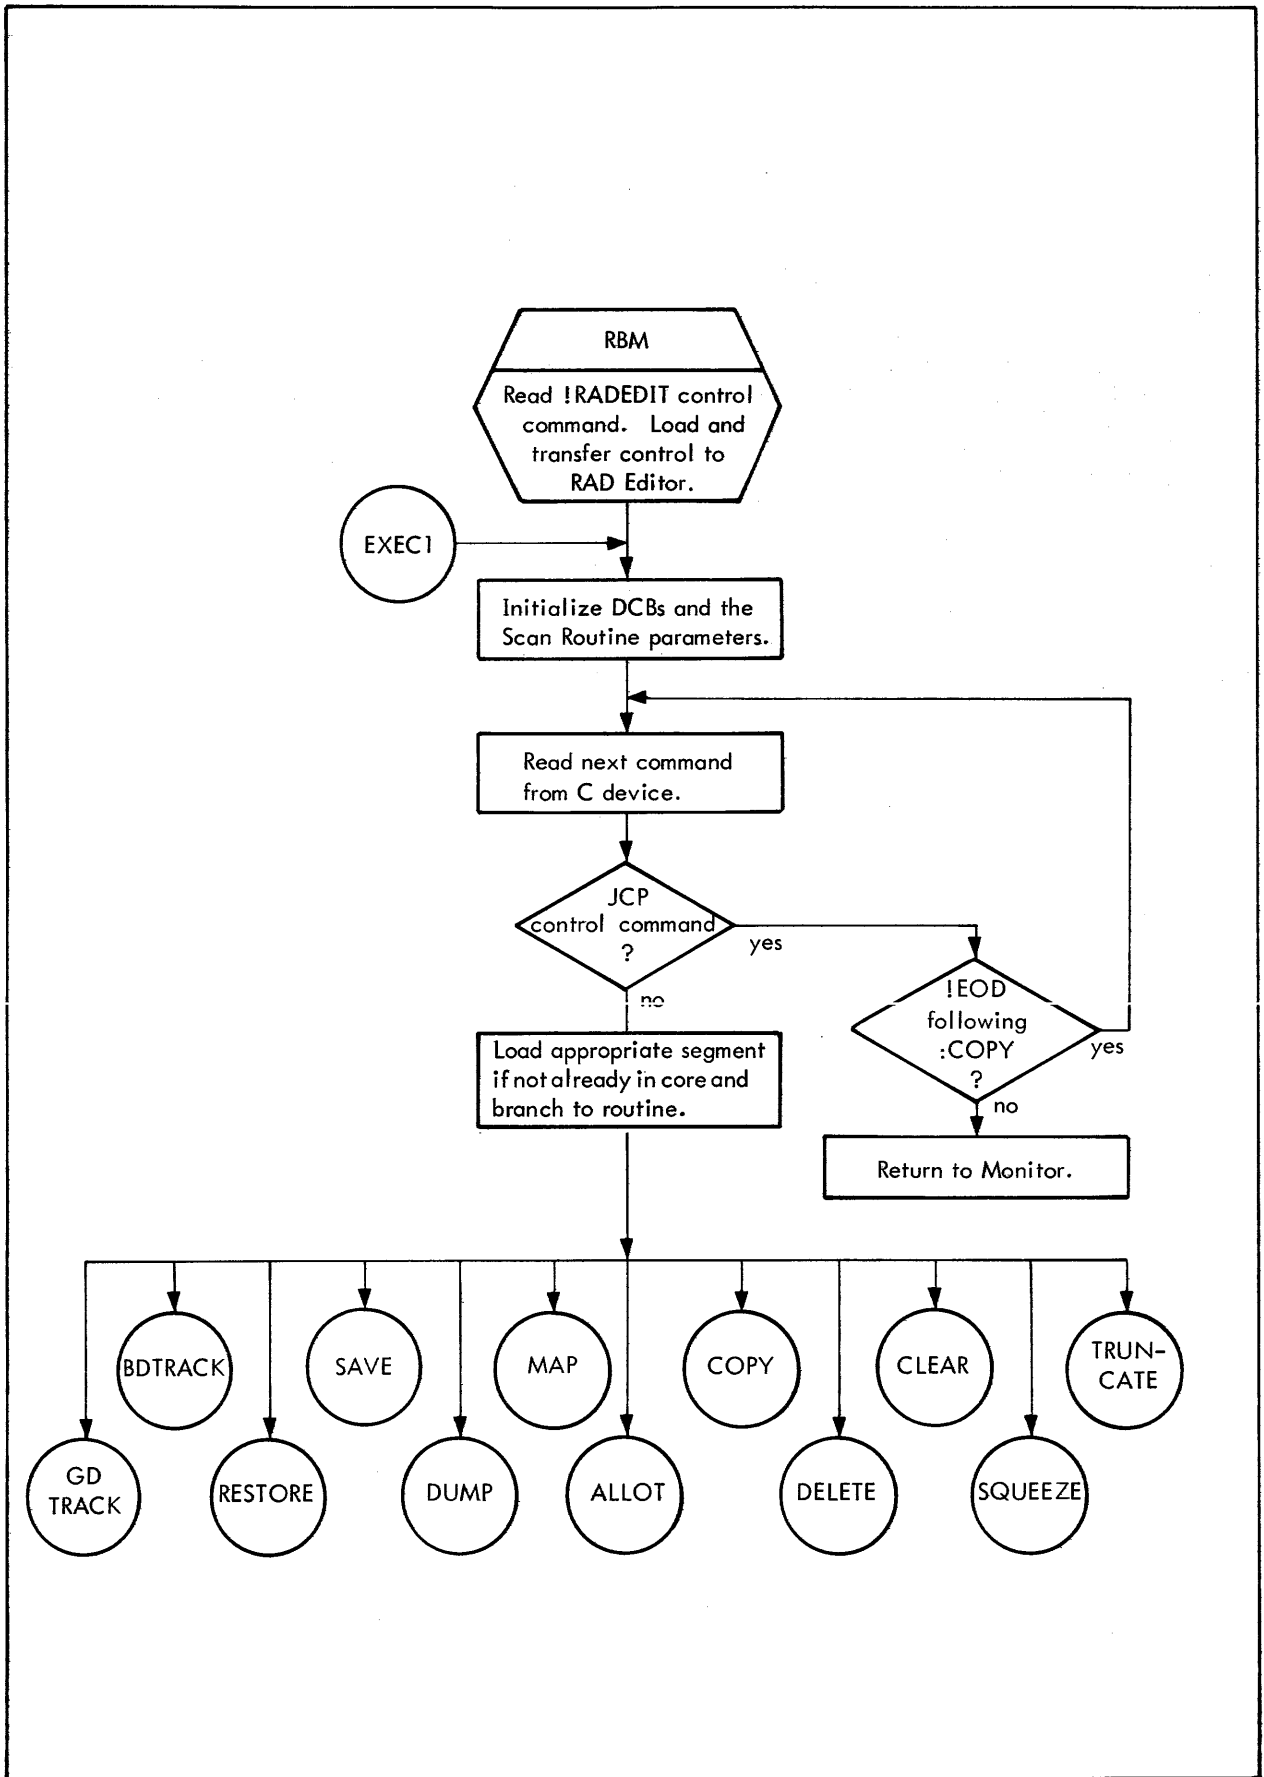 RBM
Read !RADEDIT control
command. Load and
transfer control to
RAD Editor.
EXEC1
Initialize DCBs and the
Scan Routine parameters.
Read next command
from C device.
JCP
control command
?
yes
no
!EOD
following
:COPY
?
yes
no
Load appropriate segment
if not already in core and
branch to routine.
Return to Monitor.
BDTRACK
SAVE
MAP
COPY
CLEAR
TRUN-
CATE
GD
TRACK
RESTORE
DUMP
ALLOT
DELETE
SQUEEZE